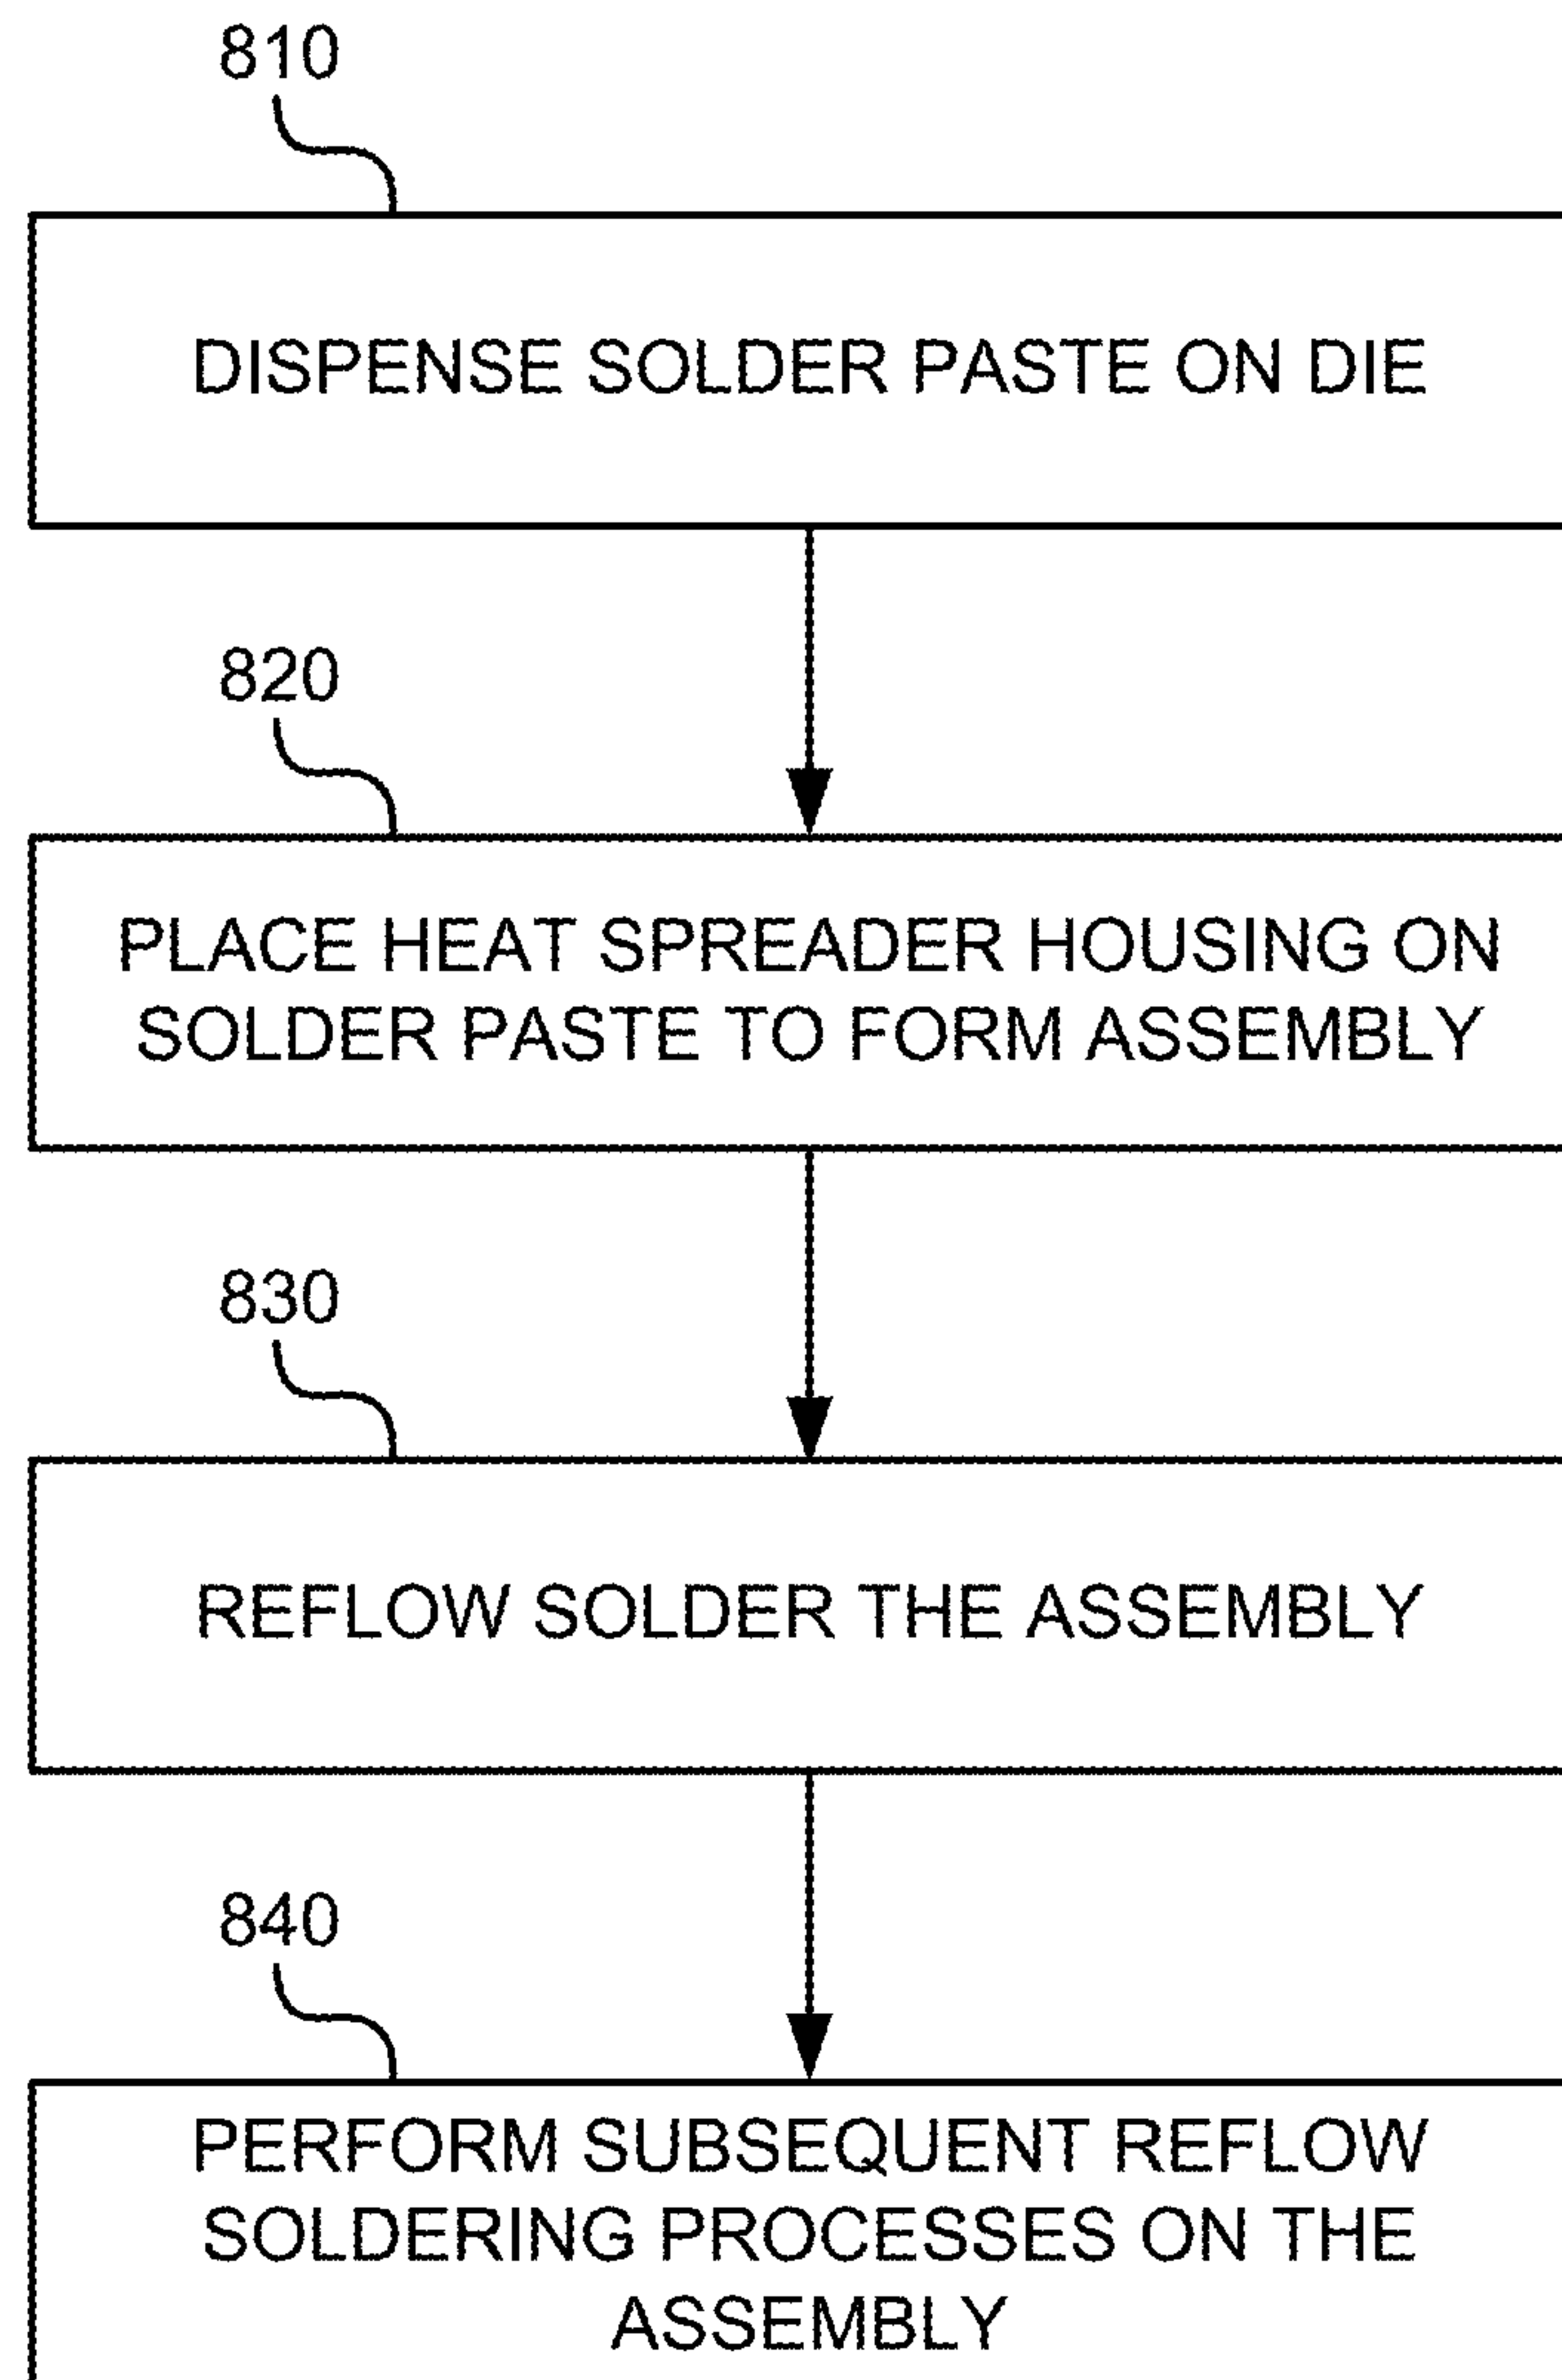 810
DISPENSE SOLDER PASTE ON DIE
820
PLACE HEAT SPREADER HOUSING ON
SOLDER PASTE TO FORM ASSEMBLY
830
REFLOW SOLDER THE ASSEMBLY
840
PERFORM SUBSEQUENT REFLOW
SOLDERING PROCESSES ON THE
ASSEMBLY